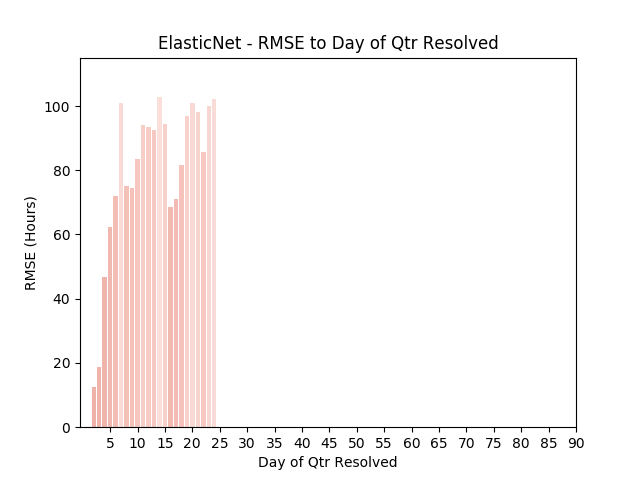 ElasticNet - RMSE to Day of Qtr Resolved
RMSE (Hours)
100
80
60
40
20
0
5 10 15 20 25 30 35 40 45 50 55 60 65 70 75 80 85 90
Day of Qtr Resolved